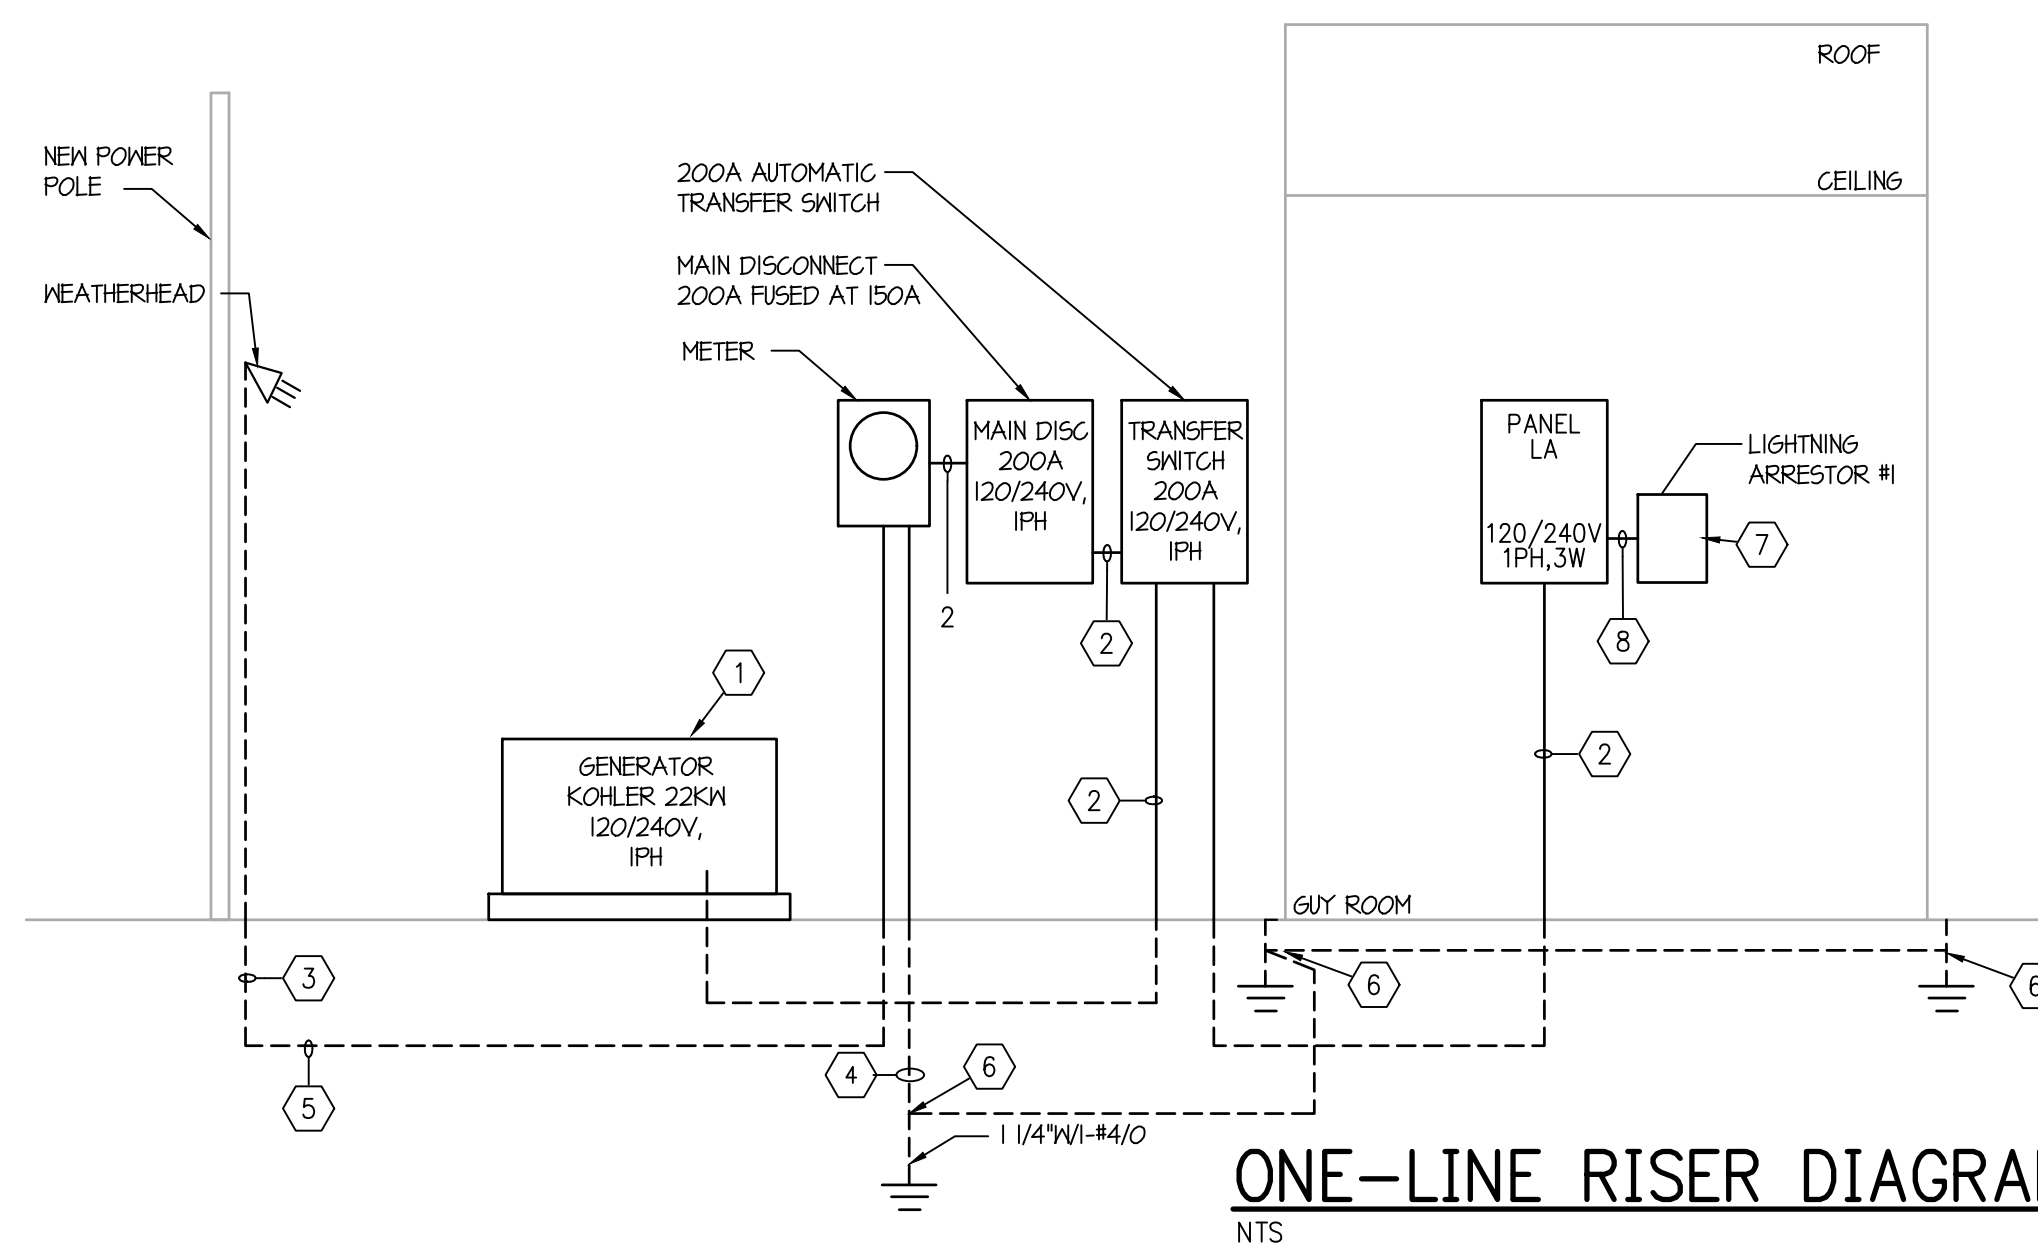 ROOF
CEILING
NEW POWER
POLE
WEATHERHEAD
200A AUTOMATIC
TRANSFER SWITCH
MAIN DISCONNECT
200A FUSED AT 150A
METER
MAIN DISC
200A
120/240V,
1PH
TRANSFER
SWITCH
200A
120/240V,
1PH
PANEL
LA
120/240V
1PH,3W
LIGHTNING
ARRESTOR #1
7
2
2
8
1
GENERATOR
KOHLER 22KW
120/240V,
1PH
2
2
GUY ROOM
3
6
6
5
4
6
1 1/4"W/1-#4/0
ONE-LINE RISER DIAGRA
NTS